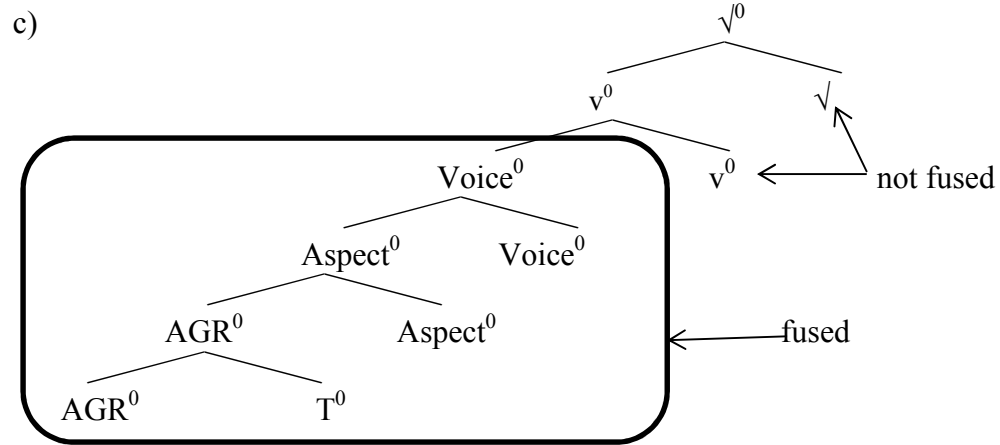 c)
√⁰
v⁰ √
Voice⁰ v⁰ not fused
Aspect⁰ Voice⁰
AGR⁰ Aspect⁰ fused
AGR⁰ T⁰